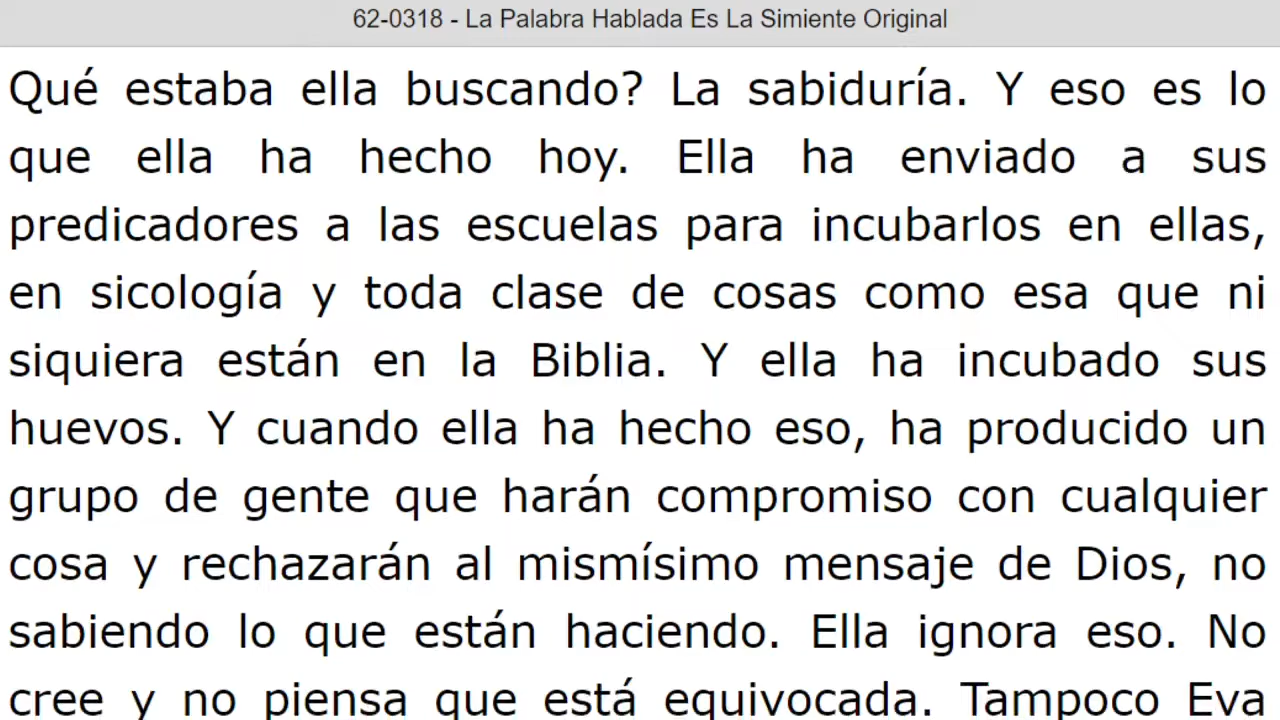 62-0318 - La Palabra Hablada Es La Simiente Original
Qué estaba ella buscando? La sabiduría. Y eso es lo
que ella ha hecho hoy. Ella ha enviado a sus
predicadores a las escuelas para incubarlos en ellas,
en sicología y toda clase de cosas como esa que ni
siquiera están en la Biblia. Y ella ha incubado sus
huevos. Y cuando ella ha hecho eso, ha producido un
grupo de gente que harán compromiso con cualquier
cosa y rechazarán al mismísimo mensaje de Dios, no
sabiendo lo que están haciendo. Ella ignora eso. No
cree y no piensa que está equivocada. Tampoco Eva